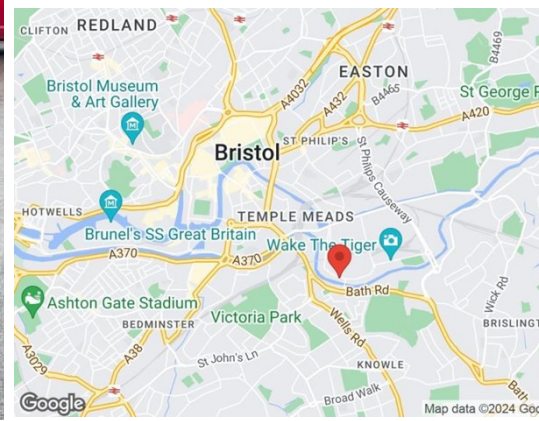 CLIFTON
REDLAND
B4469
EASTON
Bristol Museum
& Art Gallery
A4032
A432
B4465
St George
A420
ST PHILIP'S
Bristol
St Philips Causeway
HOTWELLS
TEMPLE MEADS
Brunel's SS Great Britain
Wake The Tiger
A370
A370
Bath Rd
Ashton Gate Stadium
Victoria Park
Wells Rd
Wick Rd
BEDMINSTER
BRISLINGT
A3029
A38
St John's Ln
KNOWLE
Broad Walk
Bath
Google
Map data ©2024 Goo